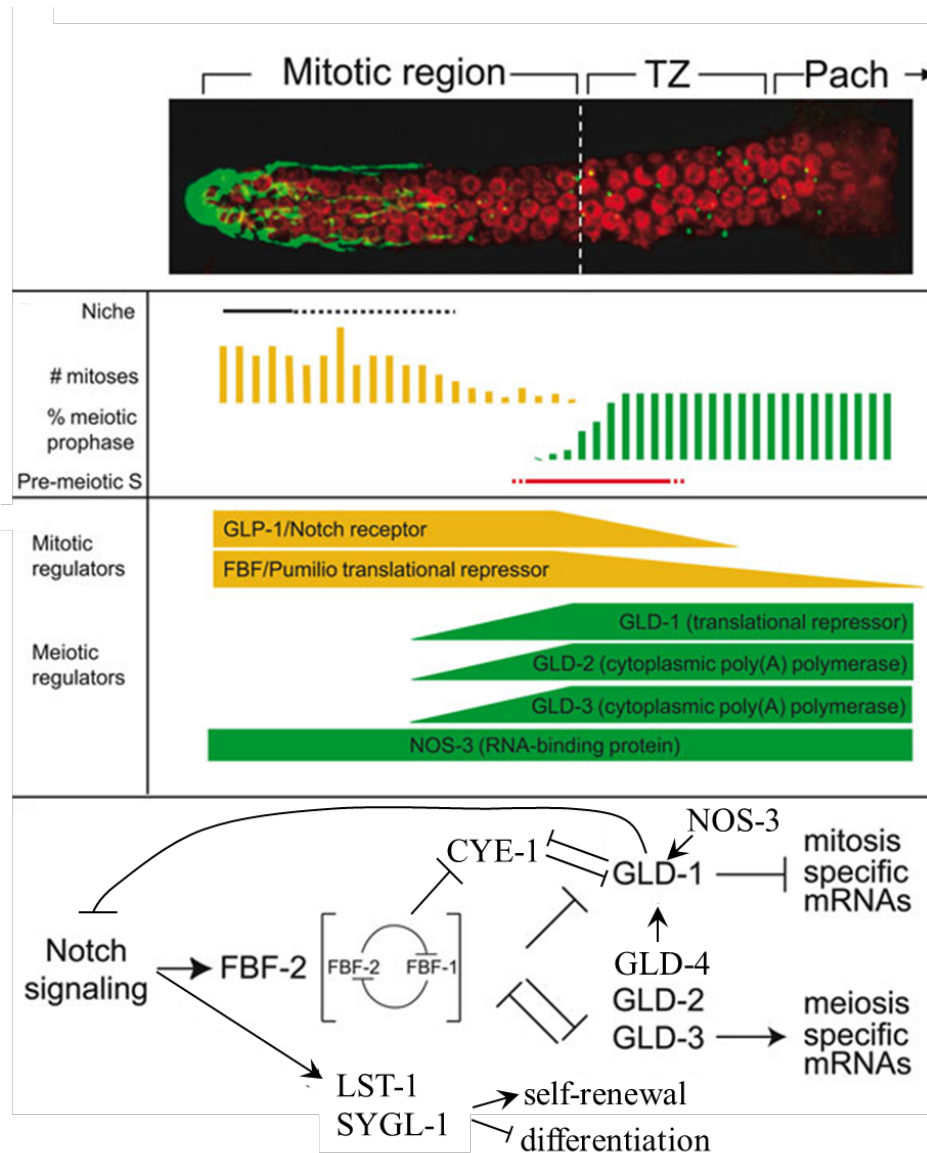 Mitotic region
TZ
Pach
Niche
# mitoses
% meiotic
prophase
Pre-meiotic S
Mitotic
regulators
GLP-1/Notch receptor
FBF/Pumilio translational repressor
Meiotic
regulators
GLD-1 (translational repressor)
GLD-2 (cytoplasmic poly(A) polymerase)
GLD-3 (cytoplasmic poly(A) polymerase)
NOS-3 (RNA-binding protein)
NOS-3
CYE-1
GLD-1
mitosis
specific
mRNAs
Notch
signaling
FBF-2
FBF-2
FBF-1
GLD-4
GLD-2
GLD-3
meiosis
specific
mRNAs
LST-1
SYGL-1
self-renewal
differentiation